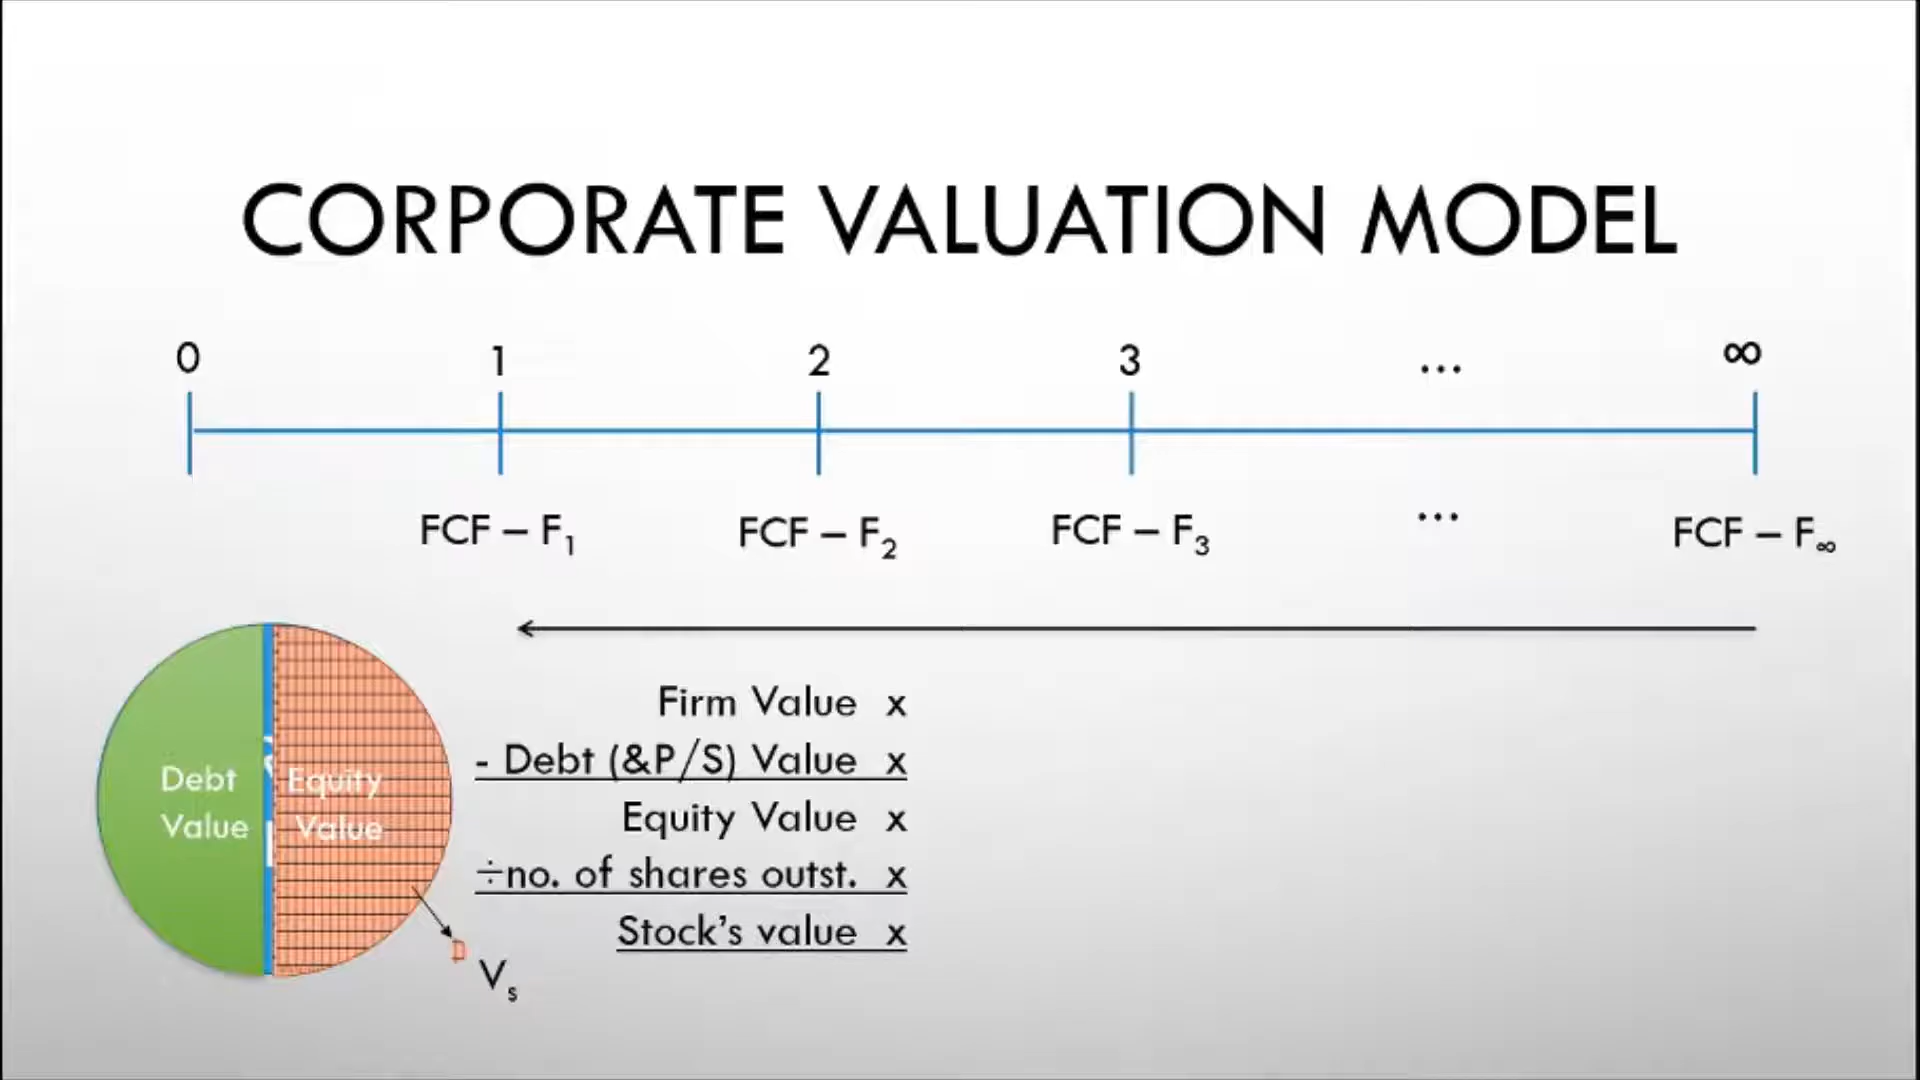 CORPORATE VALUATION MODEL
0 1 2 3 ... ∞
FCF – F₁ FCF – F₂ FCF – F₃ ... FCF – F∞
Firm Value x
- Debt (&P/S) Value x
Equity Value x
÷no. of shares outst. x
Stock's value x
Debt
Value
Equity
Value
Vₛ